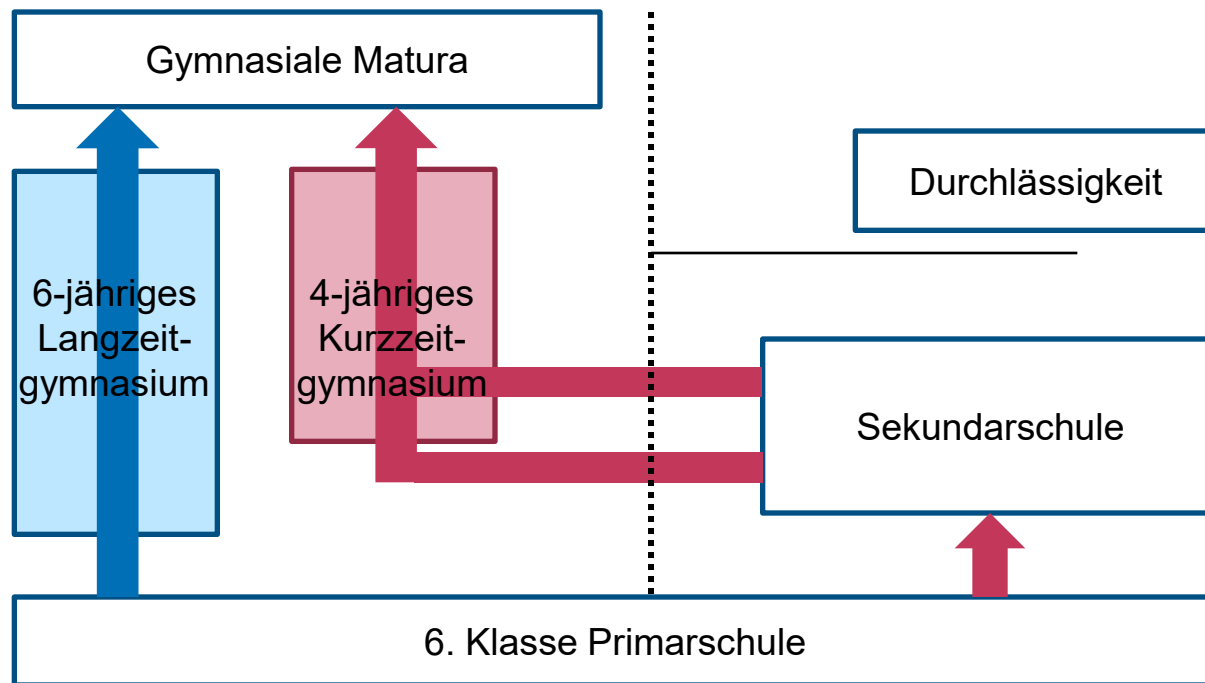 Gymnasiale Matura
Durchlässigkeit
6-jähriges
Langzeit-
gymnasium
4-jähriges
Kurzzeit-
gymnasium
Sekundarschule
6. Klasse Primarschule